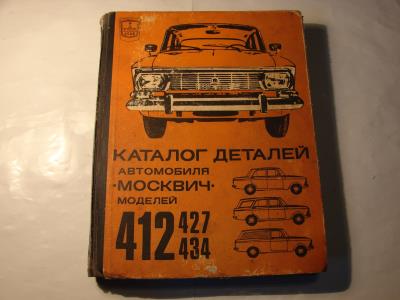 КАТАЛОГ ДЕТАЛЕЙ
АВТОМОБИЛЯ
·МОСКВИЧ·
МОДЕЛЕЙ
412 427
434